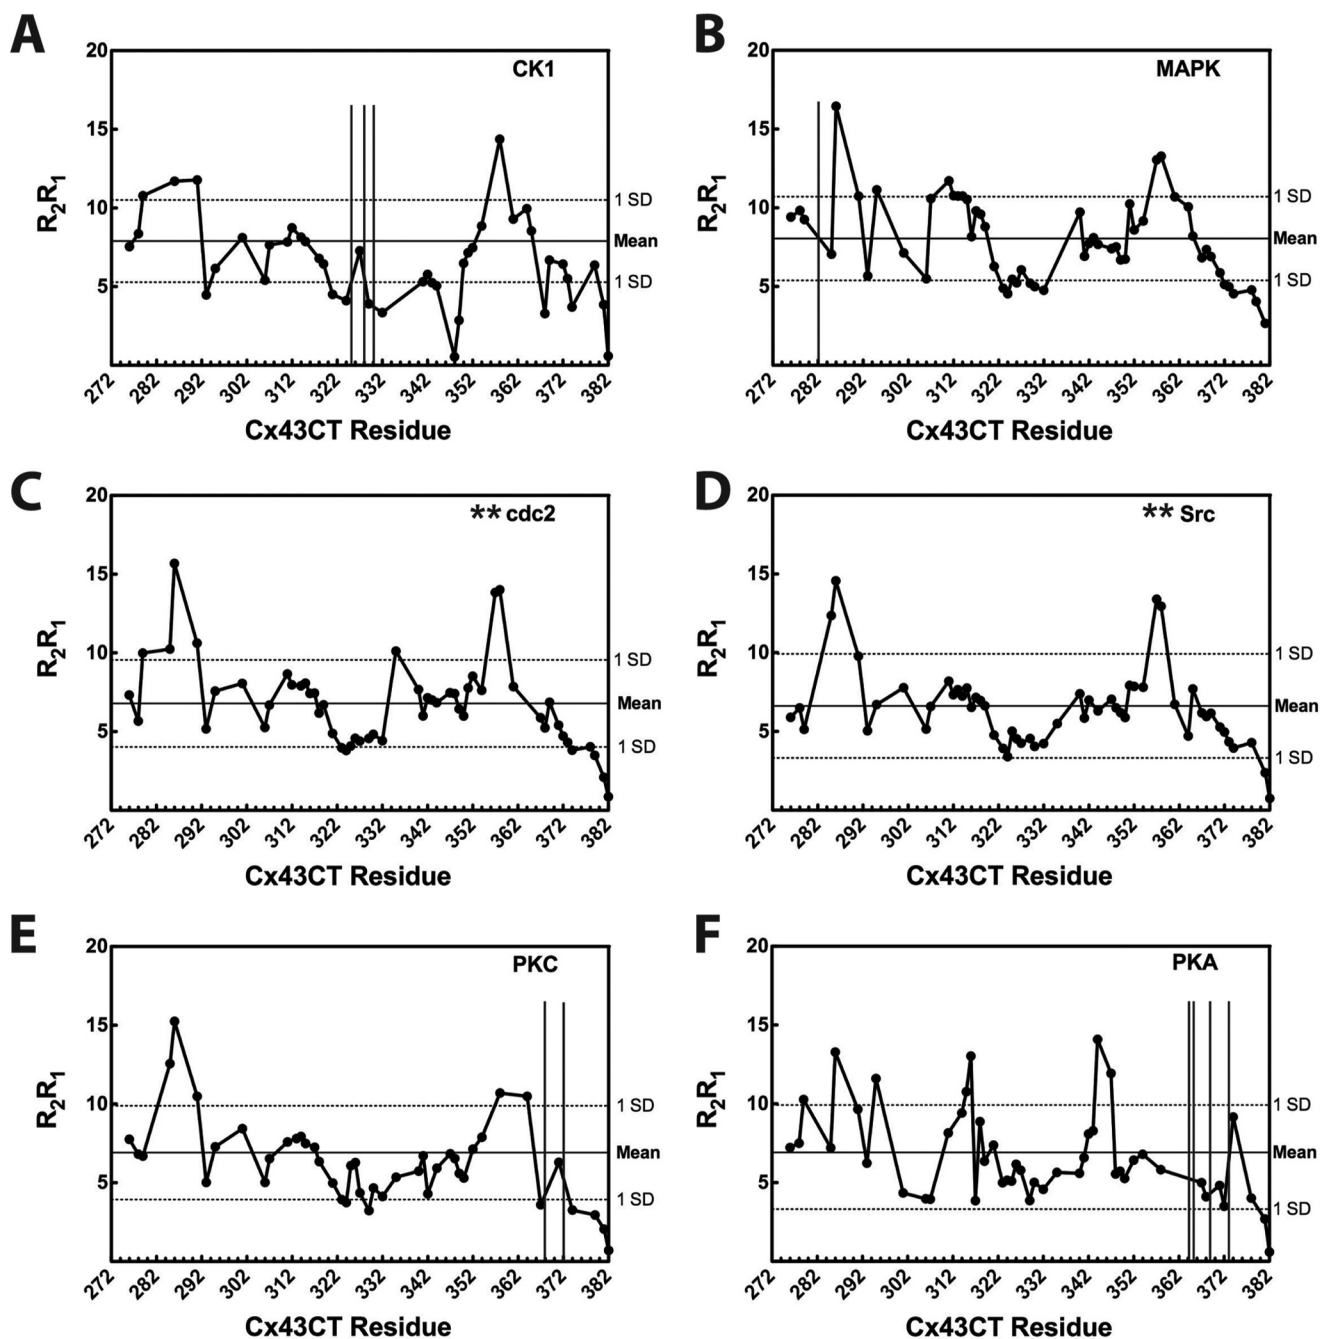 A
CK1
20
15
10
5
R2R1
1 SD
Mean
1 SD
272 282 292 302 312 322 332 342 352 362 372 382
Cx43CT Residue
B
MAPK
20
15
10
5
R2R1
1 SD
Mean
1 SD
272 282 292 302 312 322 332 342 352 362 372 382
Cx43CT Residue
C
** cdc2
20
15
10
5
R2R1
1 SD
Mean
1 SD
272 282 292 302 312 322 332 342 352 362 372 382
Cx43CT Residue
D
** Src
20
15
10
5
R2R1
1 SD
Mean
1 SD
272 282 292 302 312 322 332 342 352 362 372 382
Cx43CT Residue
E
PKC
20
15
10
5
R2R1
1 SD
Mean
1 SD
272 282 292 302 312 322 332 342 352 362 372 382
Cx43CT Residue
F
PKA
20
15
10
5
R2R1
1 SD
Mean
1 SD
272 282 292 302 312 322 332 342 352 362 372 382
Cx43CT Residue